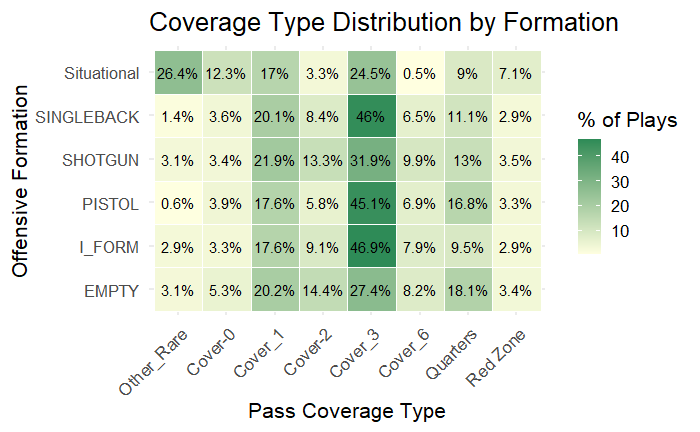 Coverage Type Distribution by Formation
Offensive Formation
Situational 26.4% 12.3% 17% 3.3% 24.5% 0.5% 9% 7.1%
SINGLEBACK 1.4% 3.6% 20.1% 8.4% 46% 6.5% 11.1% 2.9%
SHOTGUN 3.1% 3.4% 21.9% 13.3% 31.9% 9.9% 13% 3.5%
PISTOL 0.6% 3.9% 17.6% 5.8% 45.1% 6.9% 16.8% 3.3%
I_FORM 2.9% 3.3% 17.6% 9.1% 46.9% 7.9% 9.5% 2.9%
EMPTY 3.1% 5.3% 20.2% 14.4% 27.4% 8.2% 18.1% 3.4%
Other_Rare Cover-0 Cover_1 Cover-2 Cover_3 Cover_6 Quarters Red Zone
Pass Coverage Type
% of Plays
40
30
20
10